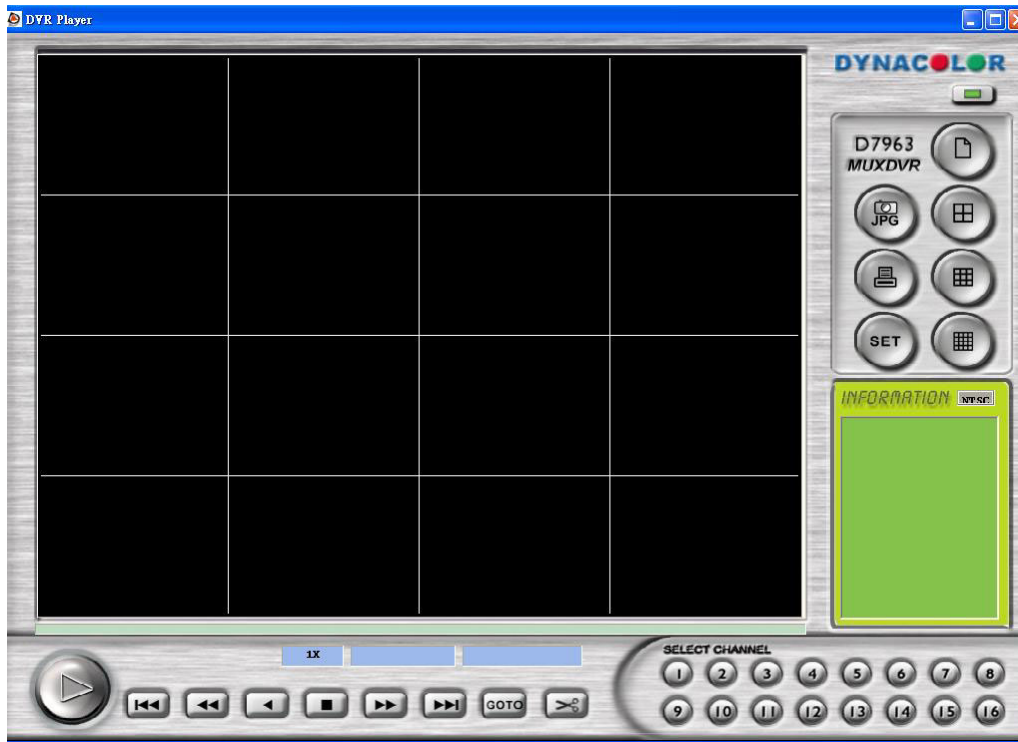 DVR Player
DYNACOLOR
D7963
MUXDVR
JPG
SET
INFORMATION NTSC
1X
SELECT CHANNEL
1 2 3 4 5 6 7 8
GOTO
9 10 11 12 13 14 15 16